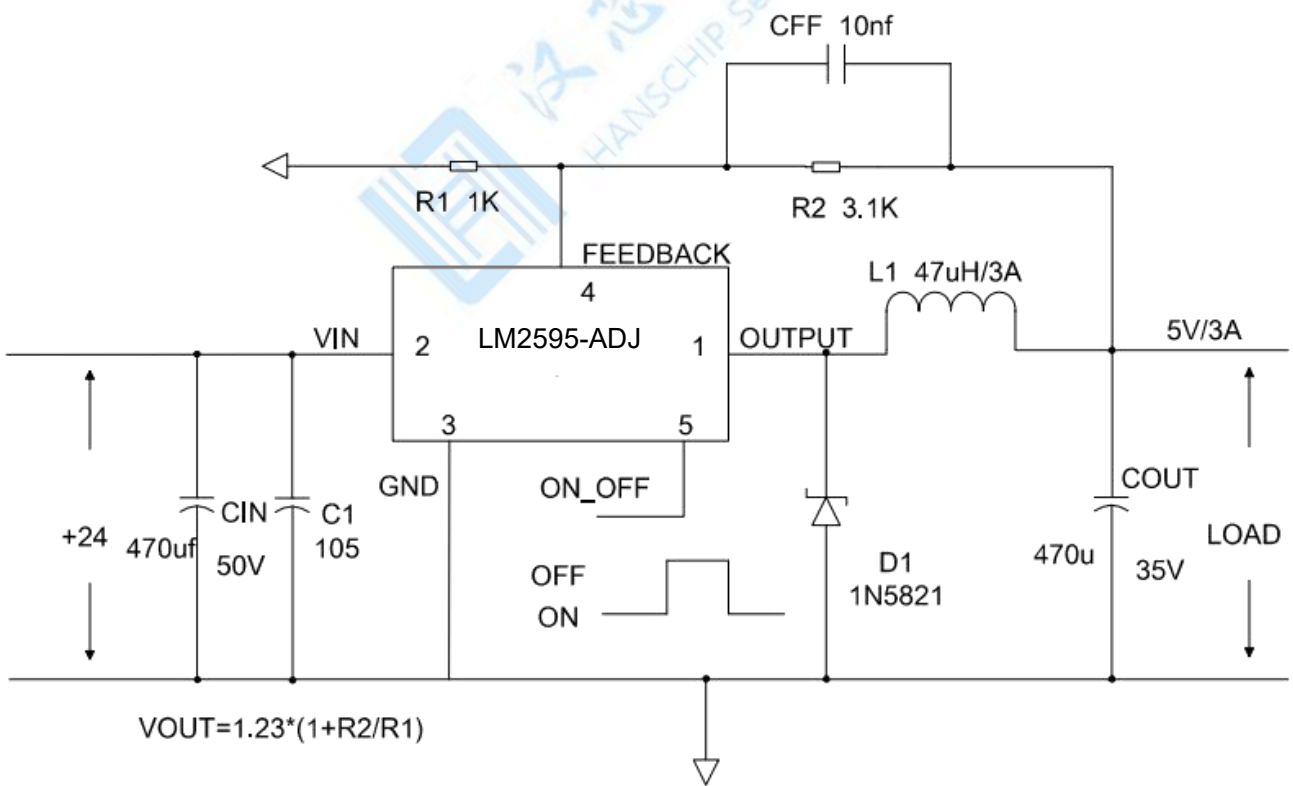 CFF 10nf
HANSCHIP
R1 1K
R2 3.1K
FEEDBACK
4
L1 47uH/3A
VIN
2
LM2595-ADJ
1
OUTPUT
5V/3A
3
5
GND
ON_OFF
COUT
+24
470uf
CIN
50V
C1
105
OFF
ON
D1
1N5821
470u
35V
LOAD
VOUT=1.23*(1+R2/R1)